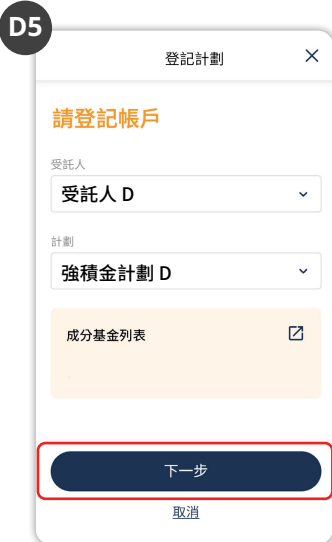 D5
登記計劃
請登記帳戶
受託人
受託人 D
計劃
強積金計劃 D
成分基金列表
下一步
取消